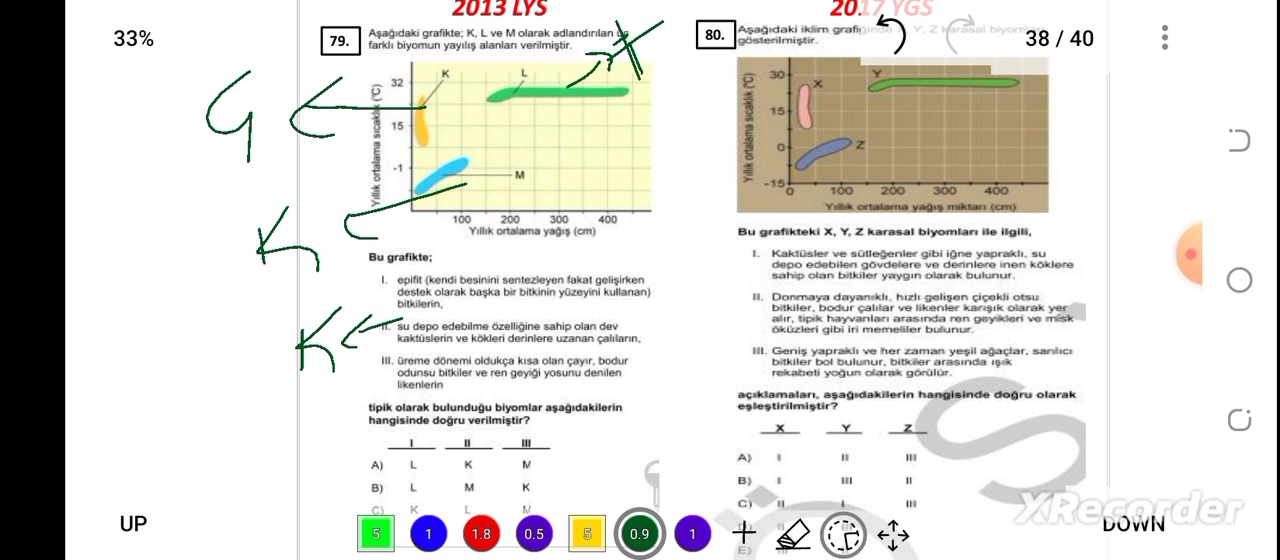 2013 LYS
2017 YGS
33%
38 / 40
79.
Aşağıdaki grafikte; K, L ve M olarak adlandırılan
farklı biyomun yayılış alanları verilmiştir.
K
L
M
32
15
-1
100 200 300 400
Yıllık ortalama sıcaklık (°C)
Yıllık ortalama yağış (cm)
G
K
K
Bu grafikte;
I. epifit (kendi besinini sentezleyen fakat gelişirken
destek olarak başka bir bitkinin yüzeyini kullanan)
bitkilerin,
II. su depo edebilme özelliğine sahip olan dev
kaktüslerin ve kökleri derinlere uzanan çalıların,
III. üreme dönemi oldukça kısa olan çayır, bodur
odunsu bitkiler ve ren geyiği yosunu denilen
likenlerin
tipik olarak bulunduğu biyomlar aşağıdakilerin
hangisinde doğru verilmiştir?
I II III
A) L K M
B) L M K
C) K L M
80.
Aşağıdaki iklim grafiğinde X, Y, Z karasal biyomları
gösterilmiştir.
X
Y
Z
30
15
0
-15
0 100 200 300 400
Yıllık ortalama sıcaklık (°C)
Yıllık ortalama yağış miktarı (cm)
Bu grafikteki X, Y, Z karasal biyomları ile ilgili,
I. Kaktüsler ve sütleğenler gibi iğne yapraklı, su
depo edebilen gövdelere ve derinlere inen köklere
sahip olan bitkiler yaygın olarak bulunur.
II. Donmaya dayanıklı, hızlı gelişen çiçekli otsu
bitkiler, bodur çalılar ve likenler karışık olarak yer
alır, tipik hayvanları arasında ren geyikleri ve misk
öküzleri gibi iri memeliler bulunur.
III. Geniş yapraklı ve her zaman yeşil ağaçlar, sarılıcı
bitkiler bol bulunur, bitkiler arasında ışık
rekabeti yoğun olarak görülür.
açıklamaları, aşağıdakilerin hangisinde doğru olarak
eşleştirilmiştir?
X Y Z
A) I II III
B) I III II
C) II I III
D) II III
E) III
UP
5 1 1.8 0.5 5 0.9 1
XRecorder
DOWN